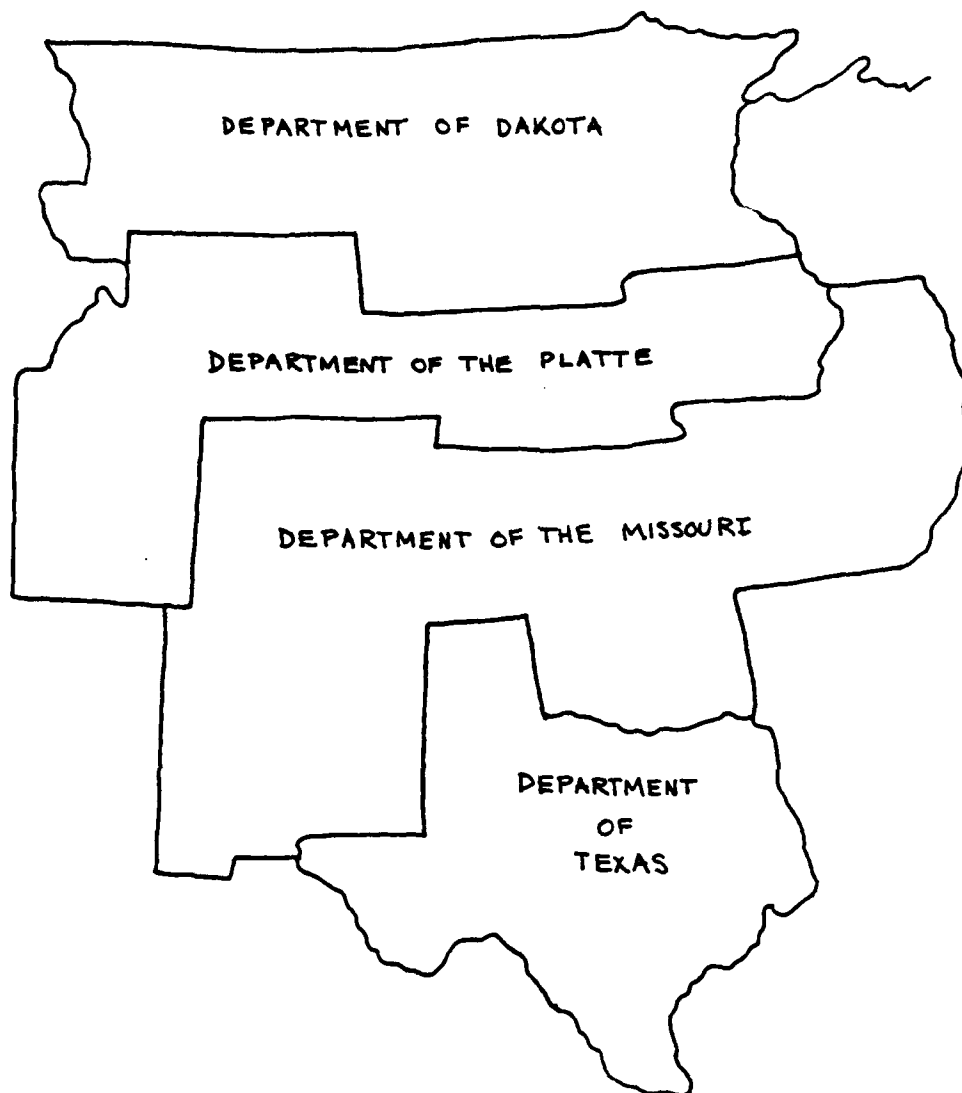 DEPARTMENT OF DAKOTA
DEPARTMENT OF THE PLATTE
DEPARTMENT OF THE MISSOURI
DEPARTMENT
OF
TEXAS